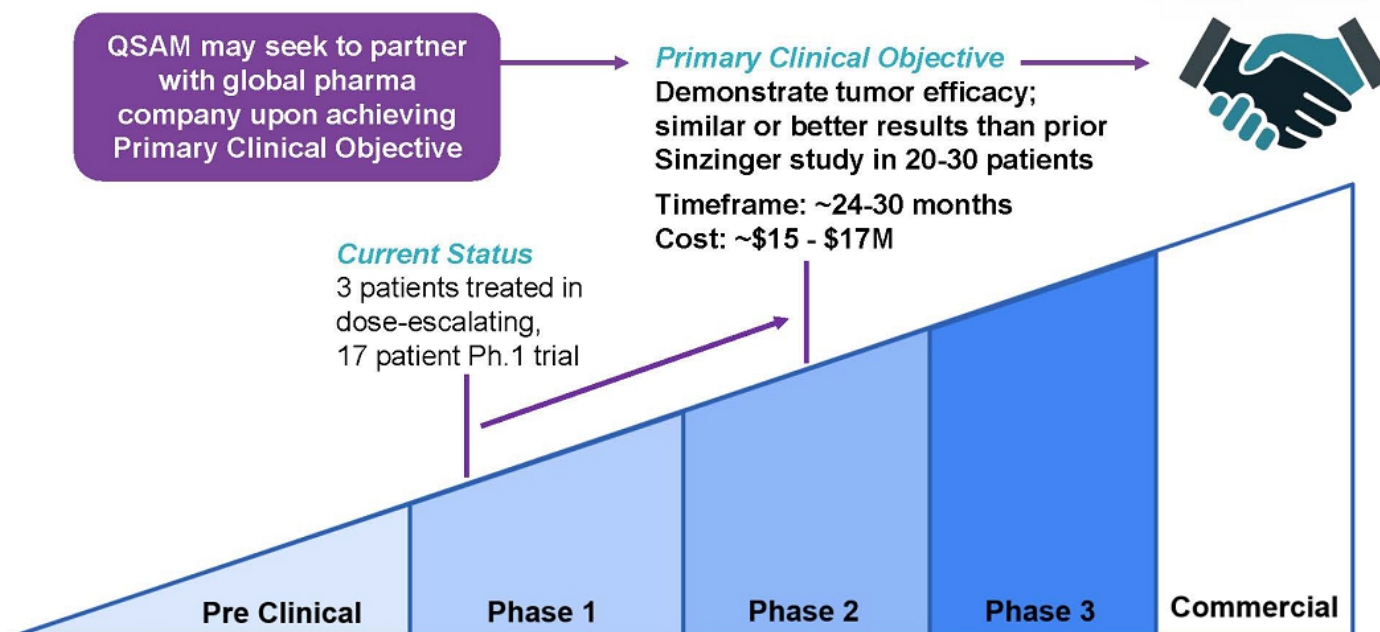 QSAM may seek to partner
with global pharma
company upon achieving
Primary Clinical Objective
Primary Clinical Objective
Demonstrate tumor efficacy;
similar or better results than prior
Sinzinger study in 20-30 patients
Timeframe: ~24-30 months
Cost: ~$15 - $17M
Current Status
3 patients treated in
dose-escalating,
17 patient Ph.1 trial
Pre Clinical
Phase 1
Phase 2
Phase 3
Commercial